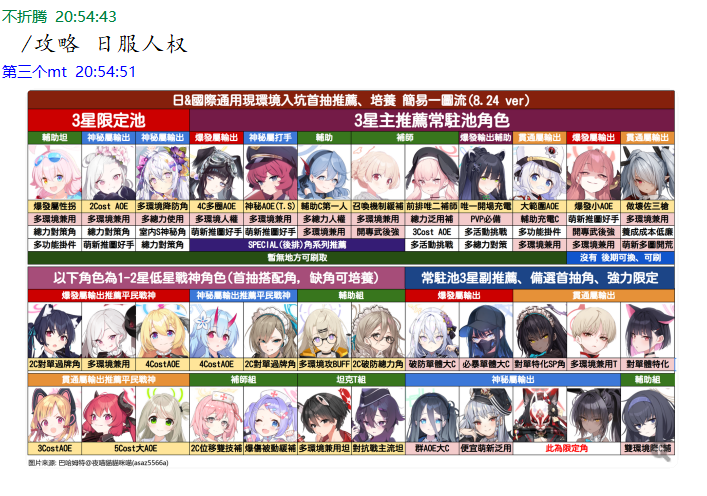 不折腾 20:54:43
/攻略 日服人权
第三个mt 20:54:51
日&國際通用現環境入坑首抽推薦、培養 簡易一圖流(8.24 ver)
3星限定池 3星主推薦常駐池角色
輔助坦 神秘屬輸出 神秘屬輸出 爆發屬輸出 神秘屬打手 輔助 補師 爆發輸出輔助 貫通屬輸出 爆發屬輸出 貫通屬輸出
爆發屬性拐 2Cost AOE 多環境降防角 4C多圈AOE 神秘AOE(T.S) 輔助C第一人 召喚機制緩補 前排唯二補師 唯一開場充電 大範圍AOE 爆發小AOE 做壞佐三槍
多環境兼用 多環境兼用 多總力使用 多環境人權 多環境兼用 多總力人權 多環境兼用 總力泛用補 PVP必備 輔助充電C 萌新推圖好手 多環境兼用
總力對策角 總力對策角 室內S神秘角 萌新推圖好手 萌新推圖好手 總力對策角 開專武後強 3Cost AOE 多活動挑戰 多功能掛件 開專武後強 養成成本低廉
多功能掛件 萌新推圖好手 總力對策角 SPECIAL(後排)角系列推薦 多活動挑戰 多總力對策 多環境兼用 多環境兼用 萌新多圖開荒
暫無地方可刷取 沒有 後期可換、可刷
以下角色為1-2星低星戰神角色(首抽搭配角,缺角可培養) 常駐池3星副推薦、備選首抽角、強力限定
爆發屬輸出推薦平民戰神 神秘屬輸出推薦平民戰神 輔助組 爆發屬輸出 貫通屬輸出
2C對單過牌角 多環境兼用 4CostAOE 4CostAOE 2C對單過牌角 多環境攻BUFF 2C破防總力角 破防單體大C 必暴單體大C 對單特化SP角 多環境兼用T 對單體特化
貫通屬輸出推薦平民戰神 補師組 坦克T組 神秘屬輸出 輔助組
3CostAOE 5Cost大AOE 2C位移雙技補 爆傷被動緩補 多環境兼用坦 對抗戰主流坦 群AOE大C 便宜萌新泛用 此為限定角
圖片來源: 巴哈姆特@夜喵貓貓咪喵(asaz5566a)